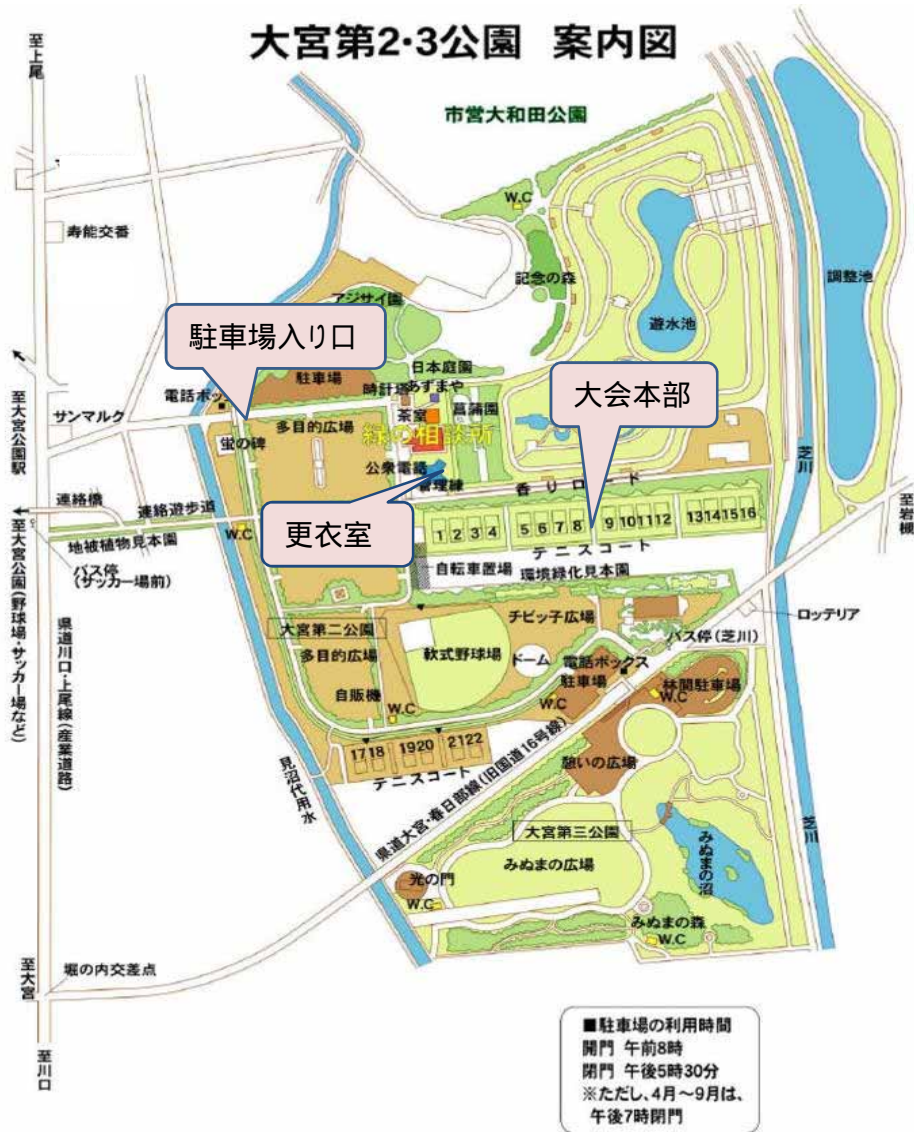 大宮第2・3公園 案内図
至上尾
市営大和田公園
W.C
寿能交番
記念の森
調整池
アジサイ園
遊水池
駐車場入り口
日本庭園
大会本部
駐車場
時計塔
あずまや
電話ボッ
サンマルク
茶室
菖蒲園
多目的広場
蛍の碑
緑の相談所
至大宮公園駅
公衆電話
管理棟
香りロード
芝川
連絡橋
連絡遊歩道
更衣室
1 2 3 4
5 6 7 8
9 10 11 12
13 14 15 16
至岩槻
地被植物見本園
W.C
テニスコート
バス停
(サッカー場前)
自転車置場
環境緑化見本園
至大宮公園(野球場・サッカー場など)
県道川口・上尾線(産業道路)
チビッ子広場
ロッテリア
大宮第二公園
バス停(芝川)
多目的広場
軟式野球場
ドーム
電話ボックス
駐車場
林間駐車場
自販機
W.C
W.C
W.C
17 18
19 20
21 22
憩いの広場
テニスコート
見沼代用水
県道大宮・春日部線(旧国道16号線)
大宮第三公園
芝川
みぬまの広場
みぬまの沼
光の門
W.C
みぬまの森
W.C
至大宮
堀の内交差点
至川口
■駐車場の利用時間
開門 午前8時
閉門 午後5時30分
※ただし、4月〜9月は、
午後7時閉門